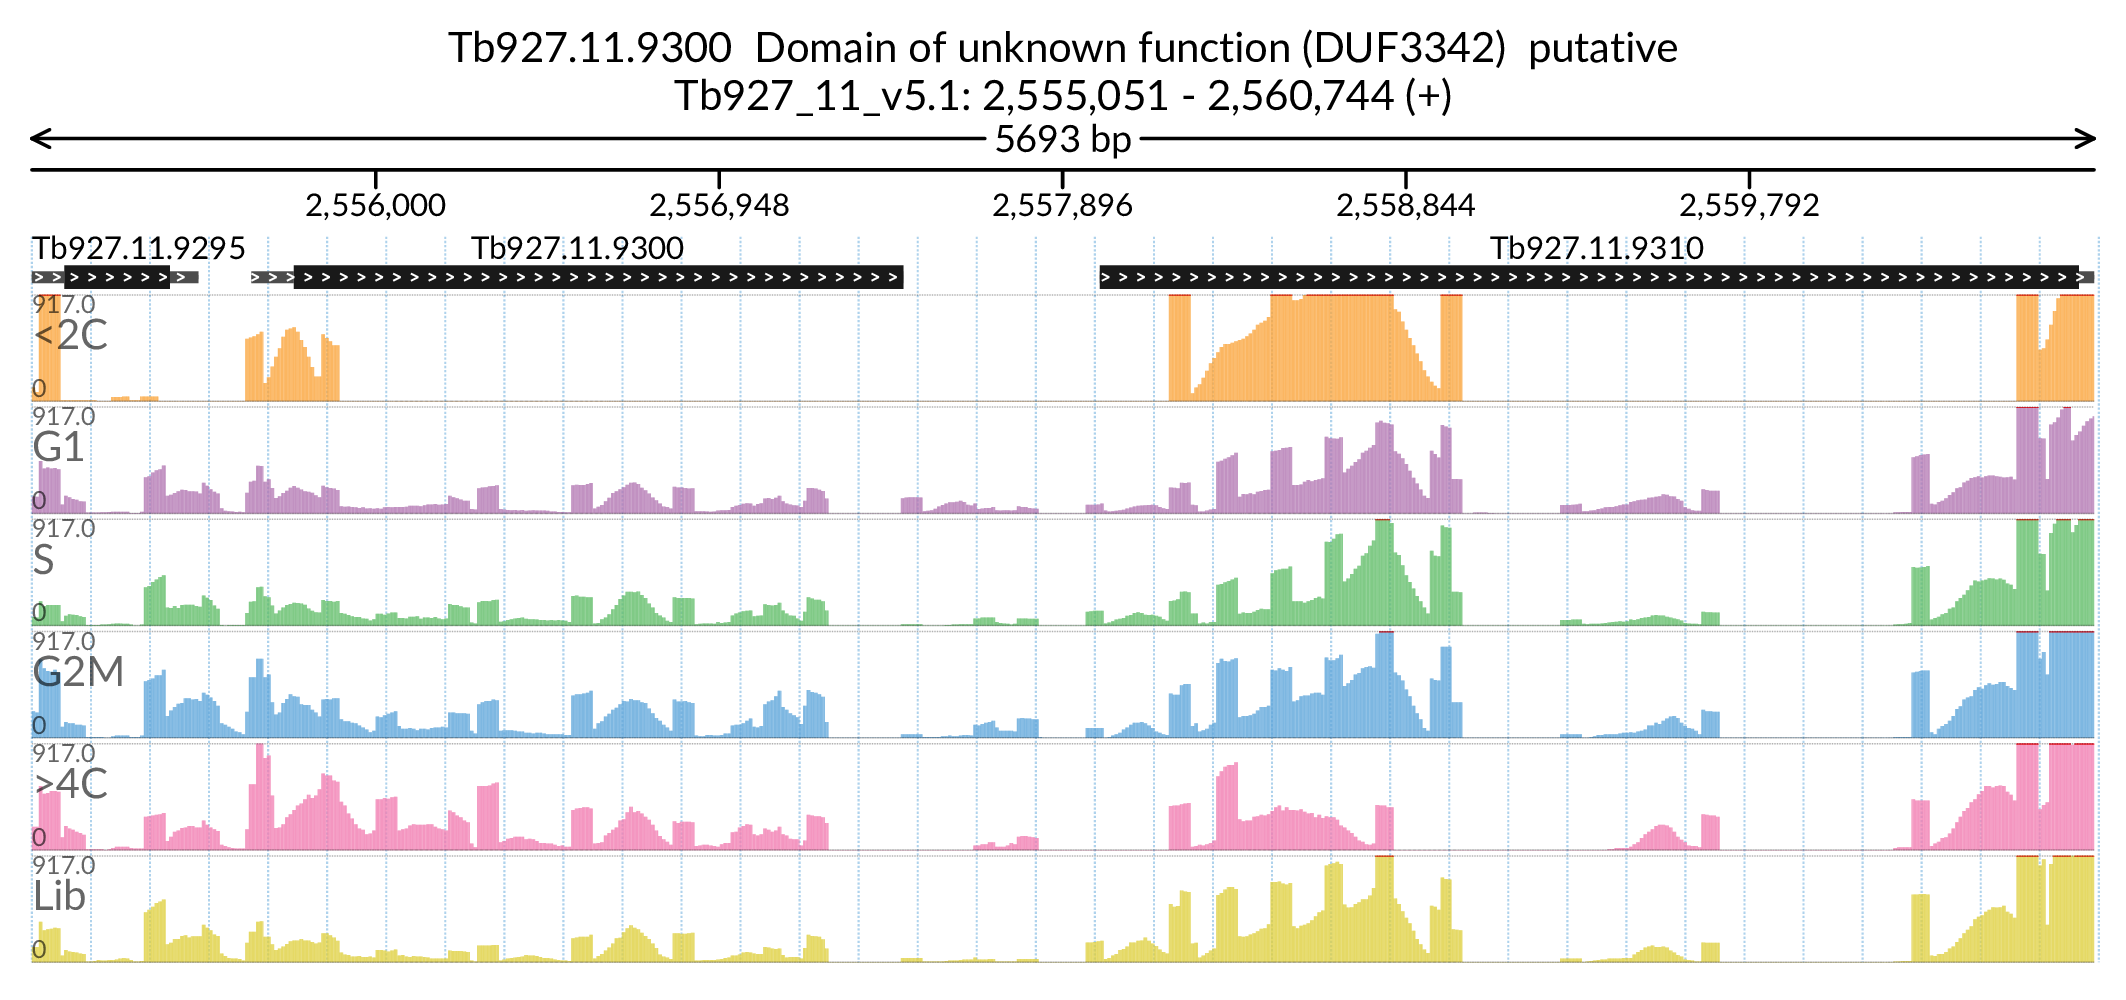 Tb927.11.9300  Domain of unknown function (DUF3342)  putative
Tb927_11_v5.1: 2,555,051 - 2,560,744 (+)
5693 bp
2,556,000 2,556,948 2,557,896 2,558,844 2,559,792
Tb927.11.9295 Tb927.11.9300 Tb927.11.9310
917.0
<2C
0
917.0
G1
0
917.0
S
0
917.0
G2M
0
917.0
>4C
0
917.0
Lib
0